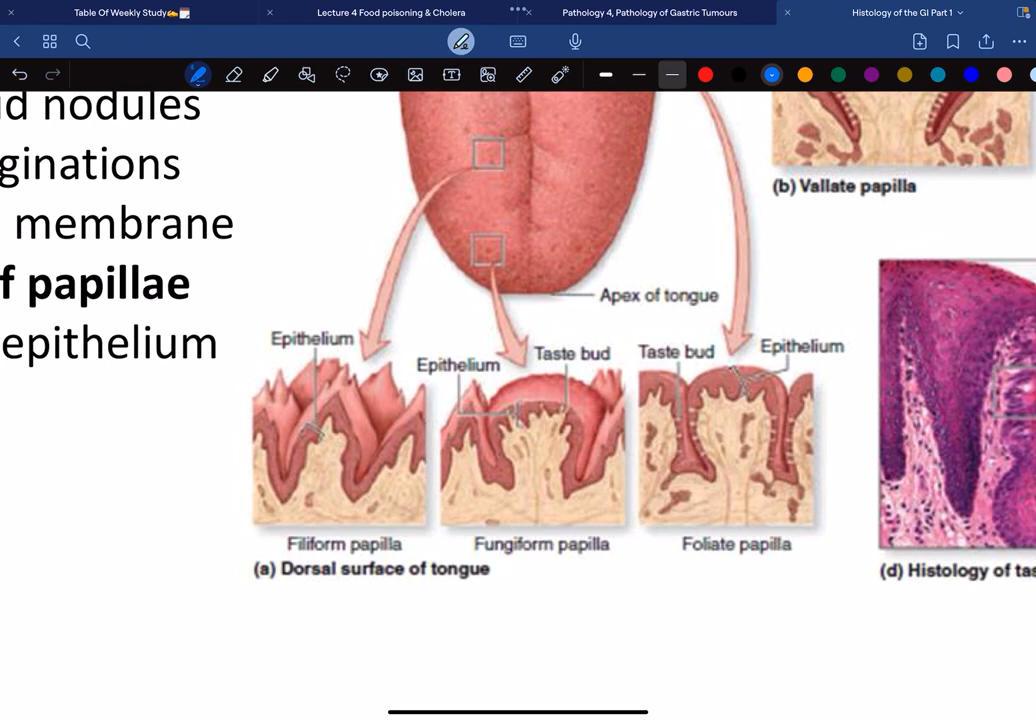 Table Of Weekly Study✍️🗓️
Lecture 4 Food poisoning & Cholera
Pathology 4, Pathology of Gastric Tumours
Histology of the GI Part 1
id nodules
ginations
membrane
f papillae
epithelium
(b) Vallate papilla
Apex of tongue
Epithelium
Epithelium
Taste bud
Taste bud
Epithelium
Filiform papilla
Fungiform papilla
Foliate papilla
(a) Dorsal surface of tongue
(d) Histology of tas